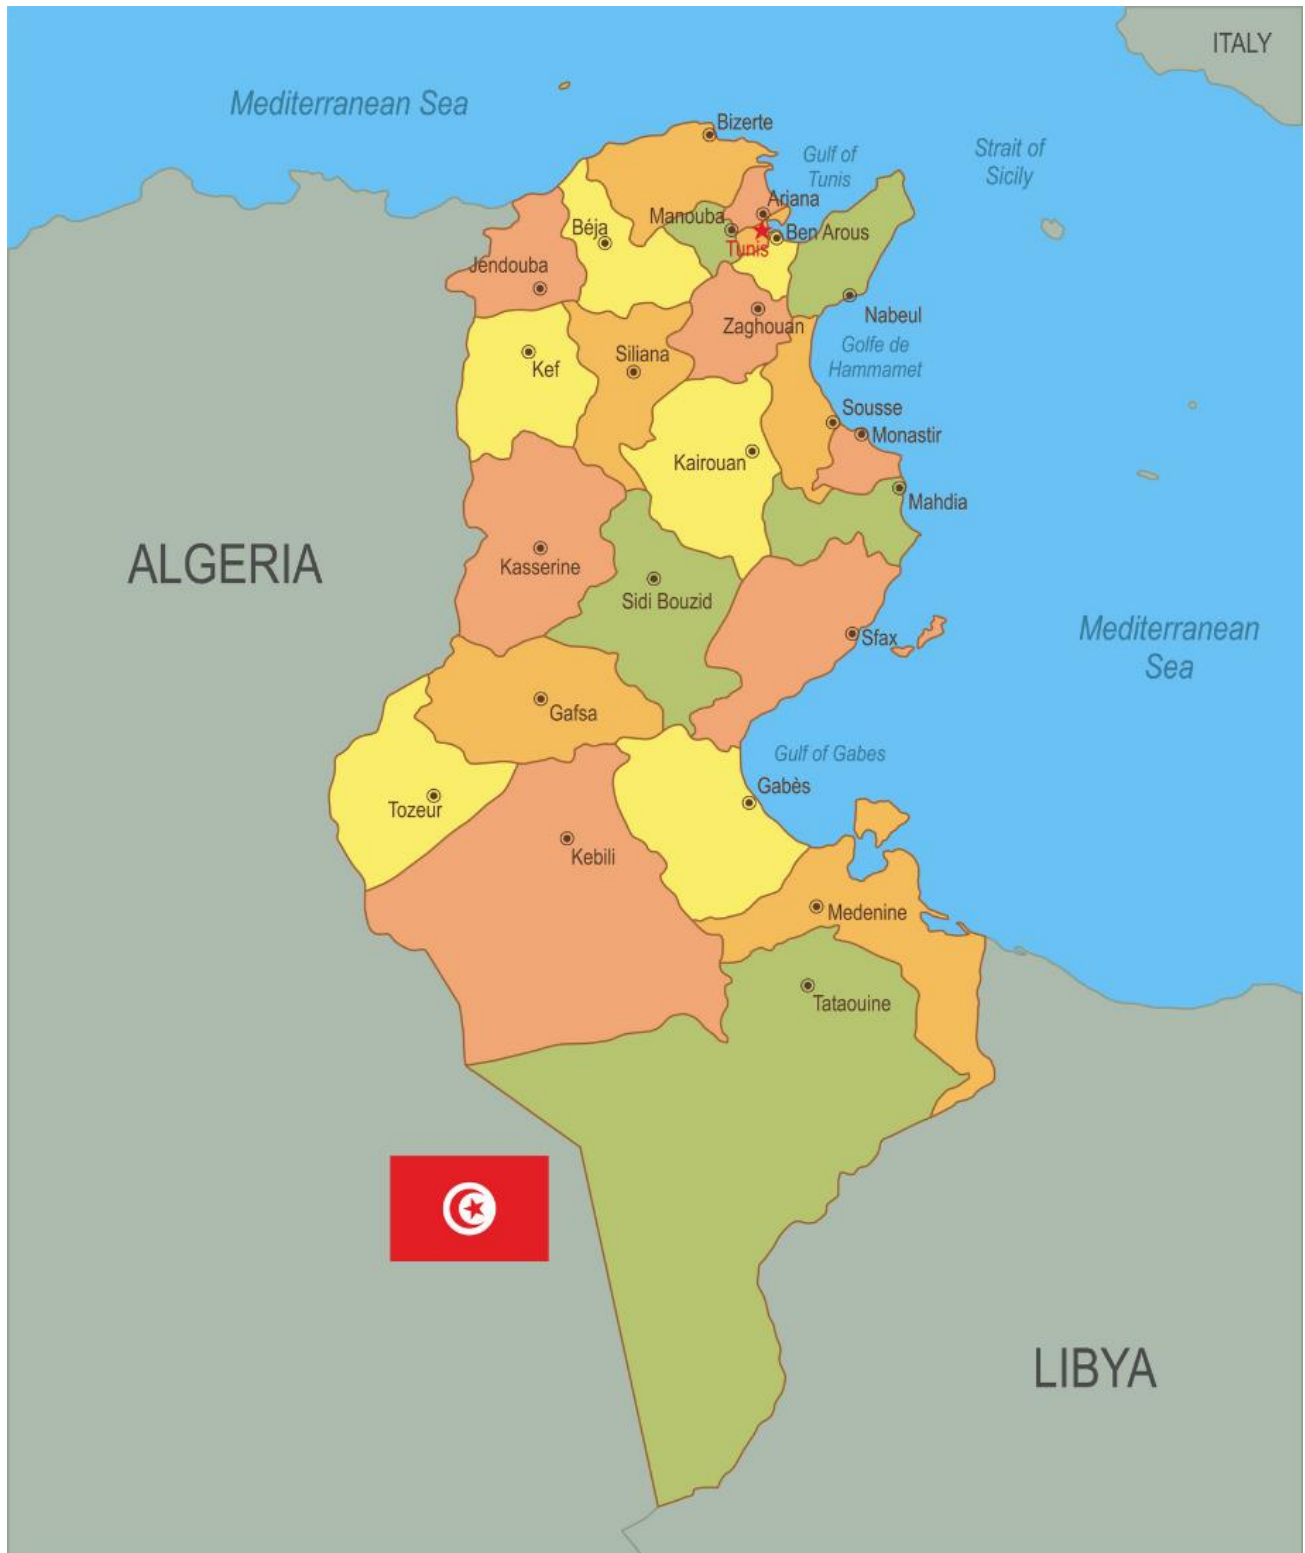 ITALY
Mediterranean Sea
Bizerte
Gulf of
Tunis
Strait of
Sicily
Ariana
Manouba
Béja
Ben Arous
Tunis
Jendouba
Nabeul
Zaghouan
Golfe de
Hammamet
Siliana
Kef
Sousse
Monastir
Kairouan
Mahdia
ALGERIA
Kasserine
Sidi Bouzid
Sfax
Mediterranean
Sea
Gafsa
Gulf of Gabes
Gabès
Tozeur
Kebili
Medenine
Tataouine
LIBYA